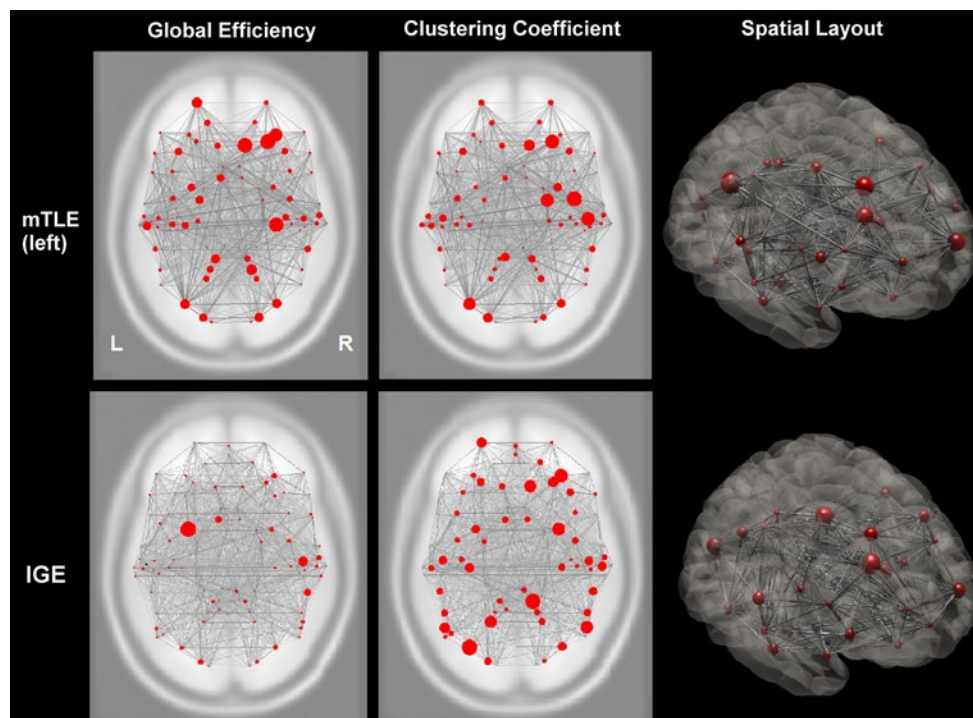 Global Efficiency
Clustering Coefficient
Spatial Layout
mTLE
(left)
L
R
IGE